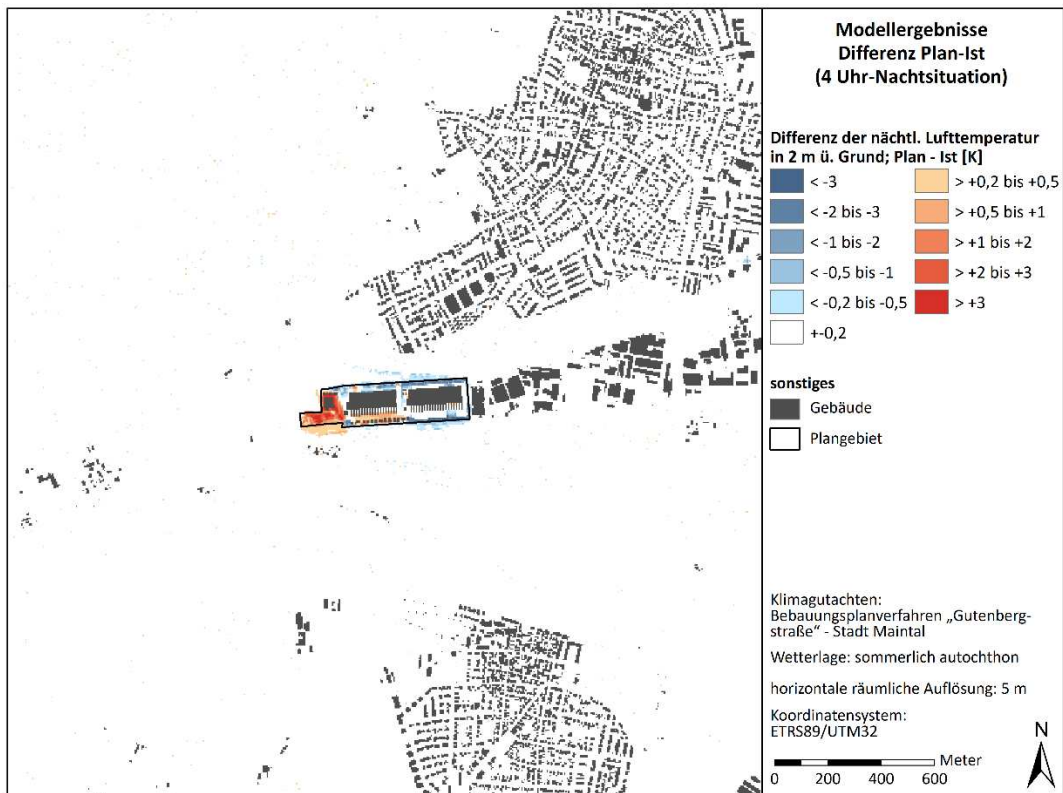 Modellergebnisse
Differenz Plan-Ist
(4 Uhr-Nachtsituation)
Differenz der nächtl. Lufttemperatur
in 2 m ü. Grund; Plan - Ist [K]
< -3
< -2 bis -3
< -1 bis -2
< -0,5 bis -1
< -0,2 bis -0,5
+-0,2
> +0,2 bis +0,5
> +0,5 bis +1
> +1 bis +2
> +2 bis +3
> +3
sonstiges
Gebäude
Plangebiet
Klimagutachten:
Bebauungsplanverfahren „Gutenberg-
straße“ - Stadt Maintal
Wetterlage: sommerlich autochthon
horizontale räumliche Auflösung: 5 m
Koordinatensystem:
ETRS89/UTM32
N
Meter
0 200 400 600